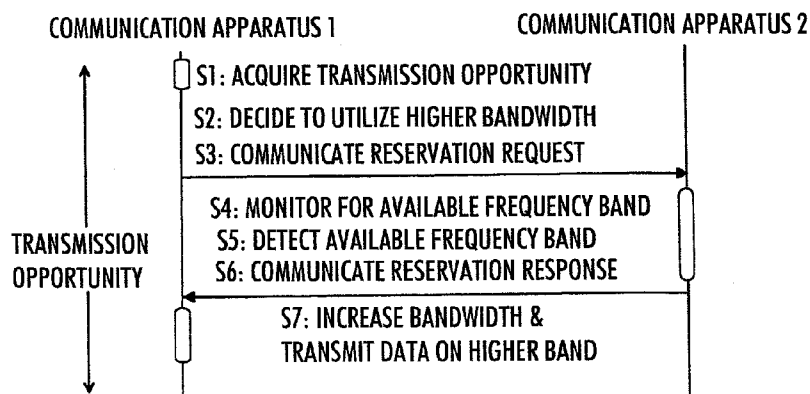 COMMUNICATION APPARATUS 1
COMMUNICATION APPARATUS 2
S1: ACQUIRE TRANSMISSION OPPORTUNITY
S2: DECIDE TO UTILIZE HIGHER BANDWIDTH
S3: COMMUNICATE RESERVATION REQUEST
S4: MONITOR FOR AVAILABLE FREQUENCY BAND
S5: DETECT AVAILABLE FREQUENCY BAND
S6: COMMUNICATE RESERVATION RESPONSE
TRANSMISSION
OPPORTUNITY
S7: INCREASE BANDWIDTH &
TRANSMIT DATA ON HIGHER BAND